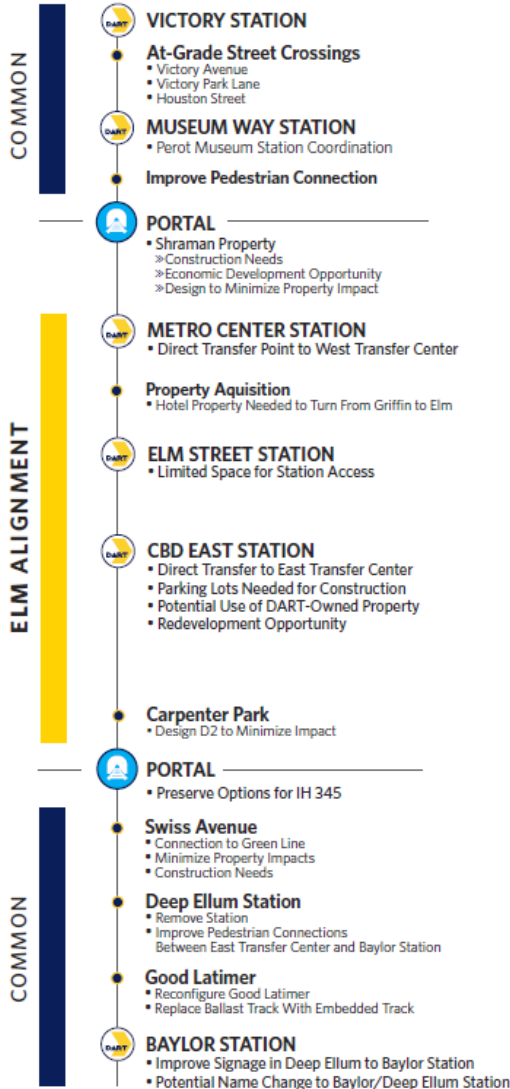 COMMON
DART
VICTORY STATION
At-Grade Street Crossings
▪ Victory Avenue
▪ Victory Park Lane
▪ Houston Street
DART
MUSEUM WAY STATION
▪ Perot Museum Station Coordination
Improve Pedestrian Connection
PORTAL
▪ Shraman Property
»Construction Needs
»Economic Development Opportunity
»Design to Minimize Property Impact
ELM ALIGNMENT
DART
METRO CENTER STATION
▪ Direct Transfer Point to West Transfer Center
Property Aquisition
▪ Hotel Property Needed to Turn From Griffin to Elm
DART
ELM STREET STATION
▪ Limited Space for Station Access
DART
CBD EAST STATION
▪ Direct Transfer to East Transfer Center
▪ Parking Lots Needed for Construction
▪ Potential Use of DART-Owned Property
▪ Redevelopment Opportunity
Carpenter Park
▪ Design D2 to Minimize Impact
PORTAL
▪ Preserve Options for IH 345
COMMON
Swiss Avenue
▪ Connection to Green Line
▪ Minimize Property Impacts
▪ Construction Needs
Deep Ellum Station
▪ Remove Station
▪ Improve Pedestrian Connections
Between East Transfer Center and Baylor Station
Good Latimer
▪ Reconfigure Good Latimer
▪ Replace Ballast Track With Embedded Track
DART
BAYLOR STATION
▪ Improve Signage in Deep Ellum to Baylor Station
▪ Potential Name Change to Baylor/Deep Ellum Station